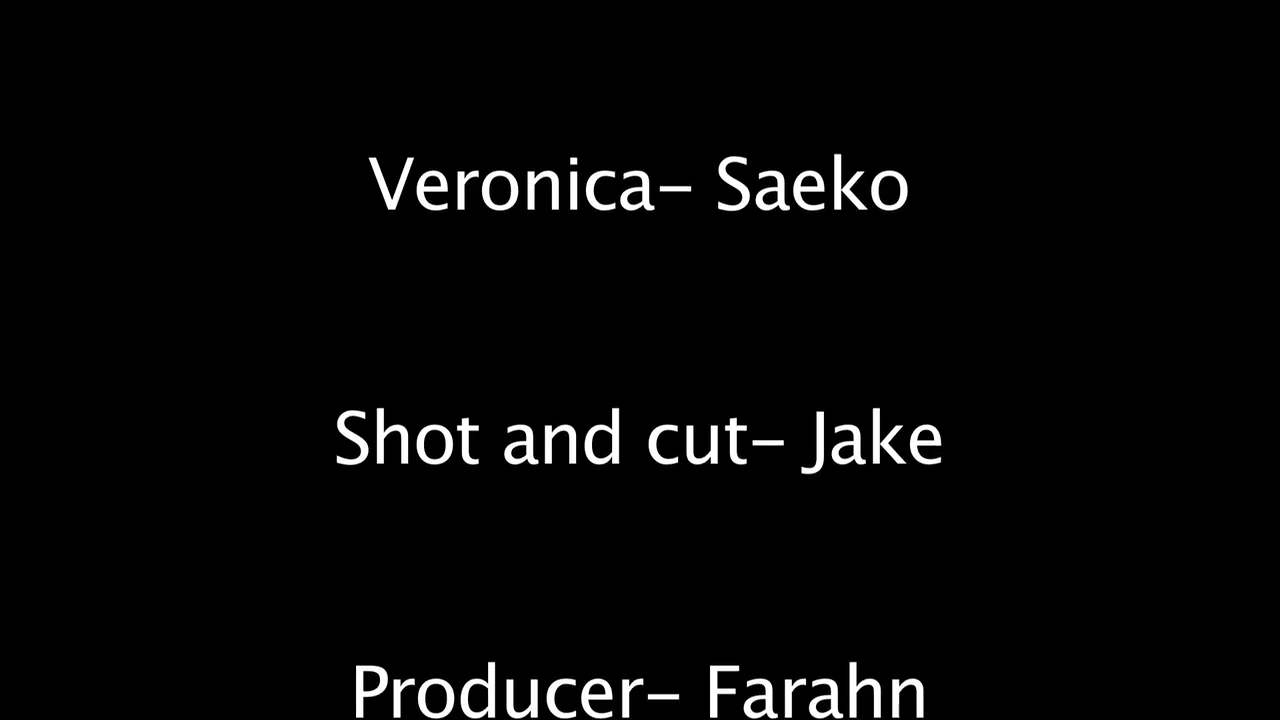 Veronica– Saeko
Shot and cut– Jake
Producer– Farahn